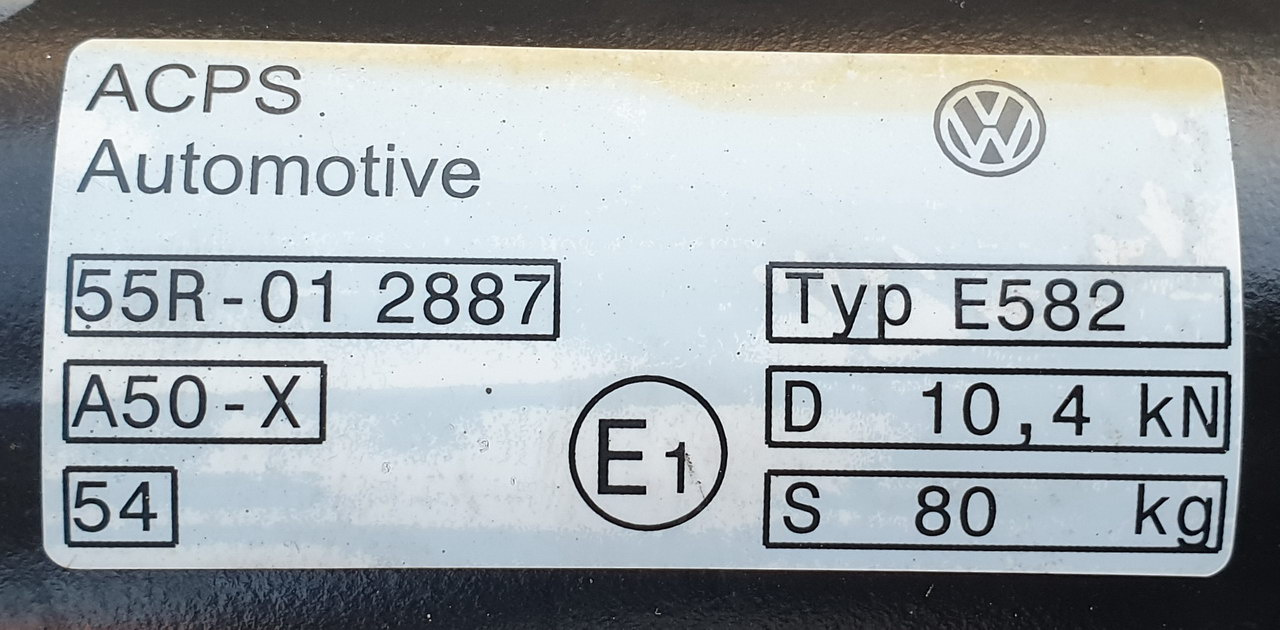 ACPS
Automotive
55R-01 2887
Typ E582
A50-X
D 10,4 kN
E1
54
S 80 kg